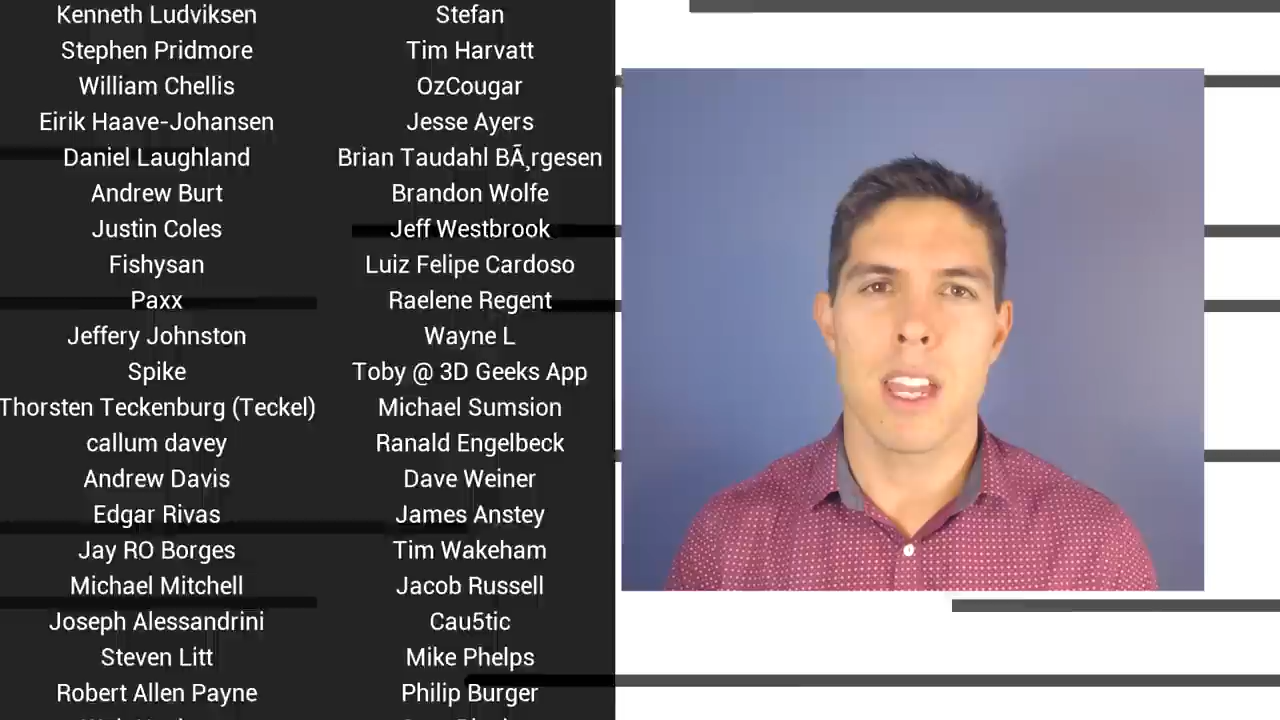 Kenneth Ludviksen
Stephen Pridmore
William Chellis
Eirik Haave-Johansen
Daniel Laughland
Andrew Burt
Justin Coles
Fishysan
Paxx
Jeffery Johnston
Spike
Thorsten Teckenburg (Teckel)
callum davey
Andrew Davis
Edgar Rivas
Jay RO Borges
Michael Mitchell
Joseph Alessandrini
Steven Litt
Robert Allen Payne
Stefan
Tim Harvatt
OzCougar
Jesse Ayers
Brian Taudahl BÃ¸rgesen
Brandon Wolfe
Jeff Westbrook
Luiz Felipe Cardoso
Raelene Regent
Wayne L
Toby @ 3D Geeks App
Michael Sumsion
Ranald Engelbeck
Dave Weiner
James Anstey
Tim Wakeham
Jacob Russell
Cau5tic
Mike Phelps
Philip Burger